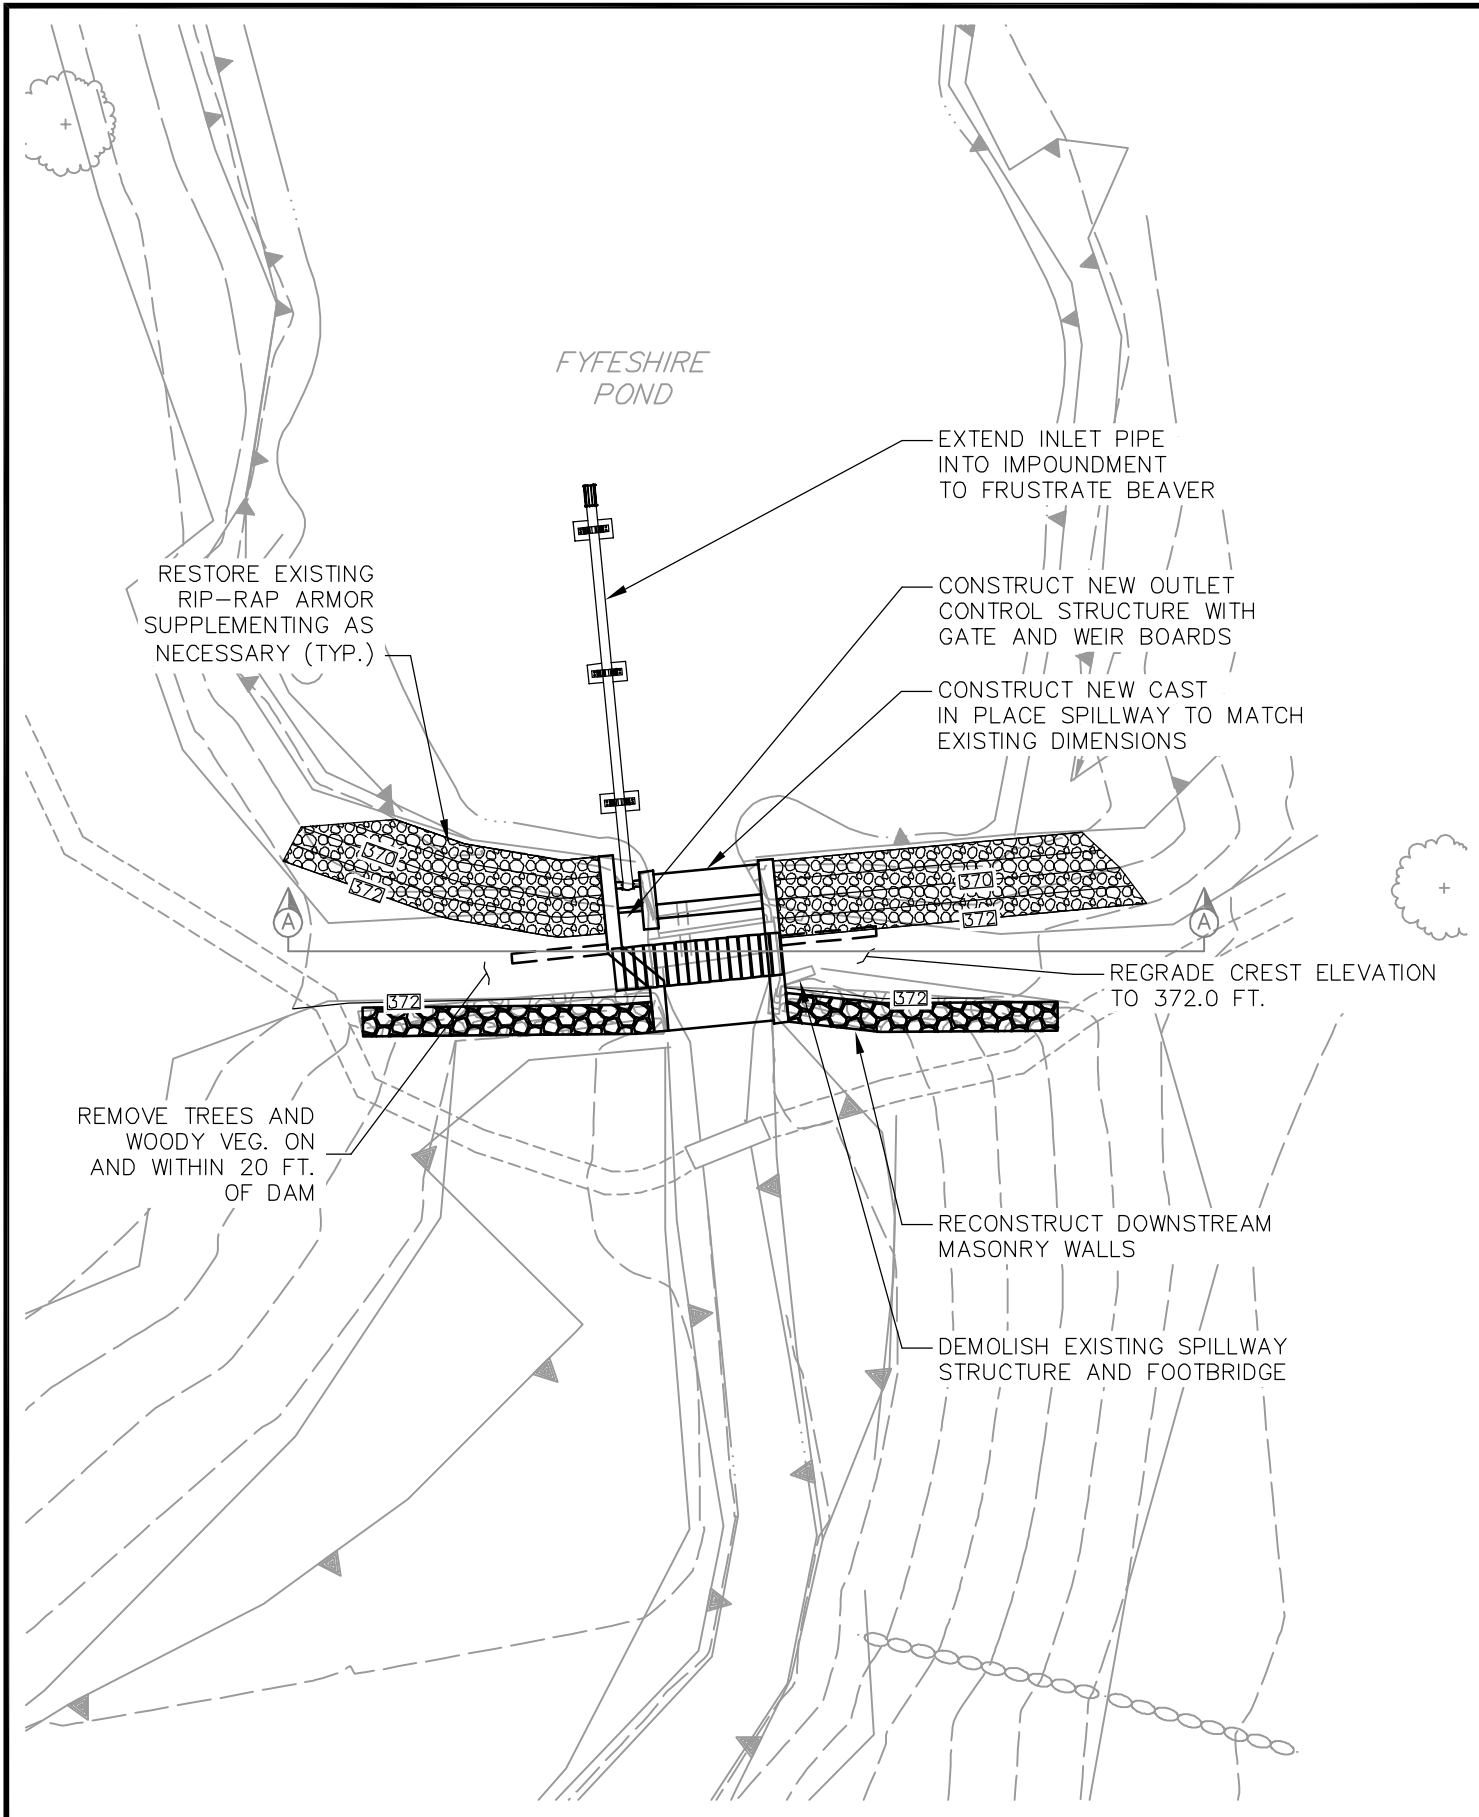 FYFESHIRE
POND
EXTEND INLET PIPE
INTO IMPOUNDMENT
TO FRUSTRATE BEAVER
RESTORE EXISTING
RIP-RAP ARMOR
SUPPLEMENTING AS
NECESSARY (TYP.)
CONSTRUCT NEW OUTLET
CONTROL STRUCTURE WITH
GATE AND WEIR BOARDS
CONSTRUCT NEW CAST
IN PLACE SPILLWAY TO MATCH
EXISTING DIMENSIONS
370
372
370
372
A
A
REGRADE CREST ELEVATION
TO 372.0 FT.
372
372
REMOVE TREES AND
WOODY VEG. ON
AND WITHIN 20 FT.
OF DAM
RECONSTRUCT DOWNSTREAM
MASONRY WALLS
DEMOLISH EXISTING SPILLWAY
STRUCTURE AND FOOTBRIDGE